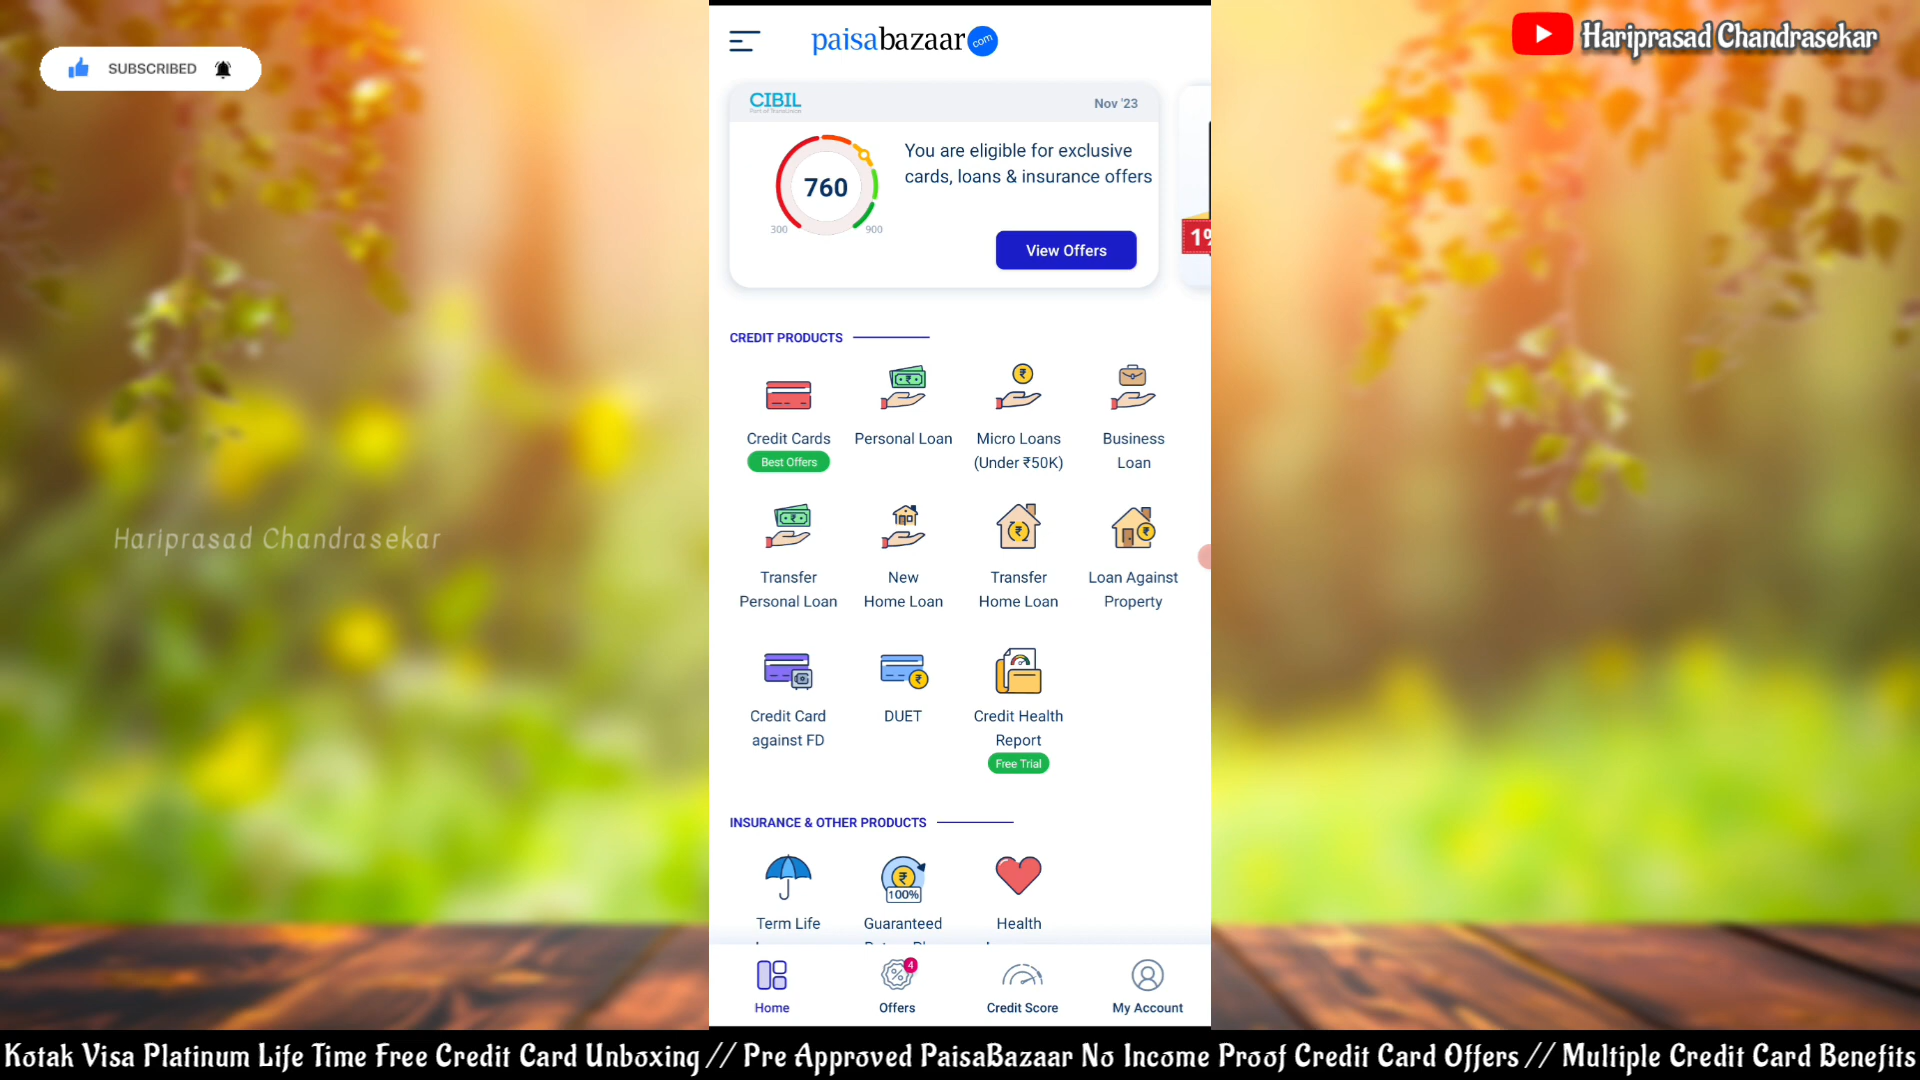 SUBSCRIBED
Hariprasad Chandrasekar
Hariprasad Chandrasekar
paisabazaar.com
CIBIL
Nov '23
760
300
900
You are eligible for exclusive
cards, loans & insurance offers
View Offers
1%
CREDIT PRODUCTS
Credit Cards
Best Offers
Personal Loan
Micro Loans
(Under ₹50K)
Business
Loan
Transfer
Personal Loan
New
Home Loan
Transfer
Home Loan
Loan Against
Property
Credit Card
against FD
DUET
Credit Health
Report
Free Trial
INSURANCE & OTHER PRODUCTS
100%
Term Life
Guaranteed
Health
4
Home
Offers
Credit Score
My Account
Kotak Visa Platinum Life Time Free Credit Card Unboxing // Pre Approved PaisaBazaar No Income Proof Credit Card Offers // Multiple Credit Card Benefits